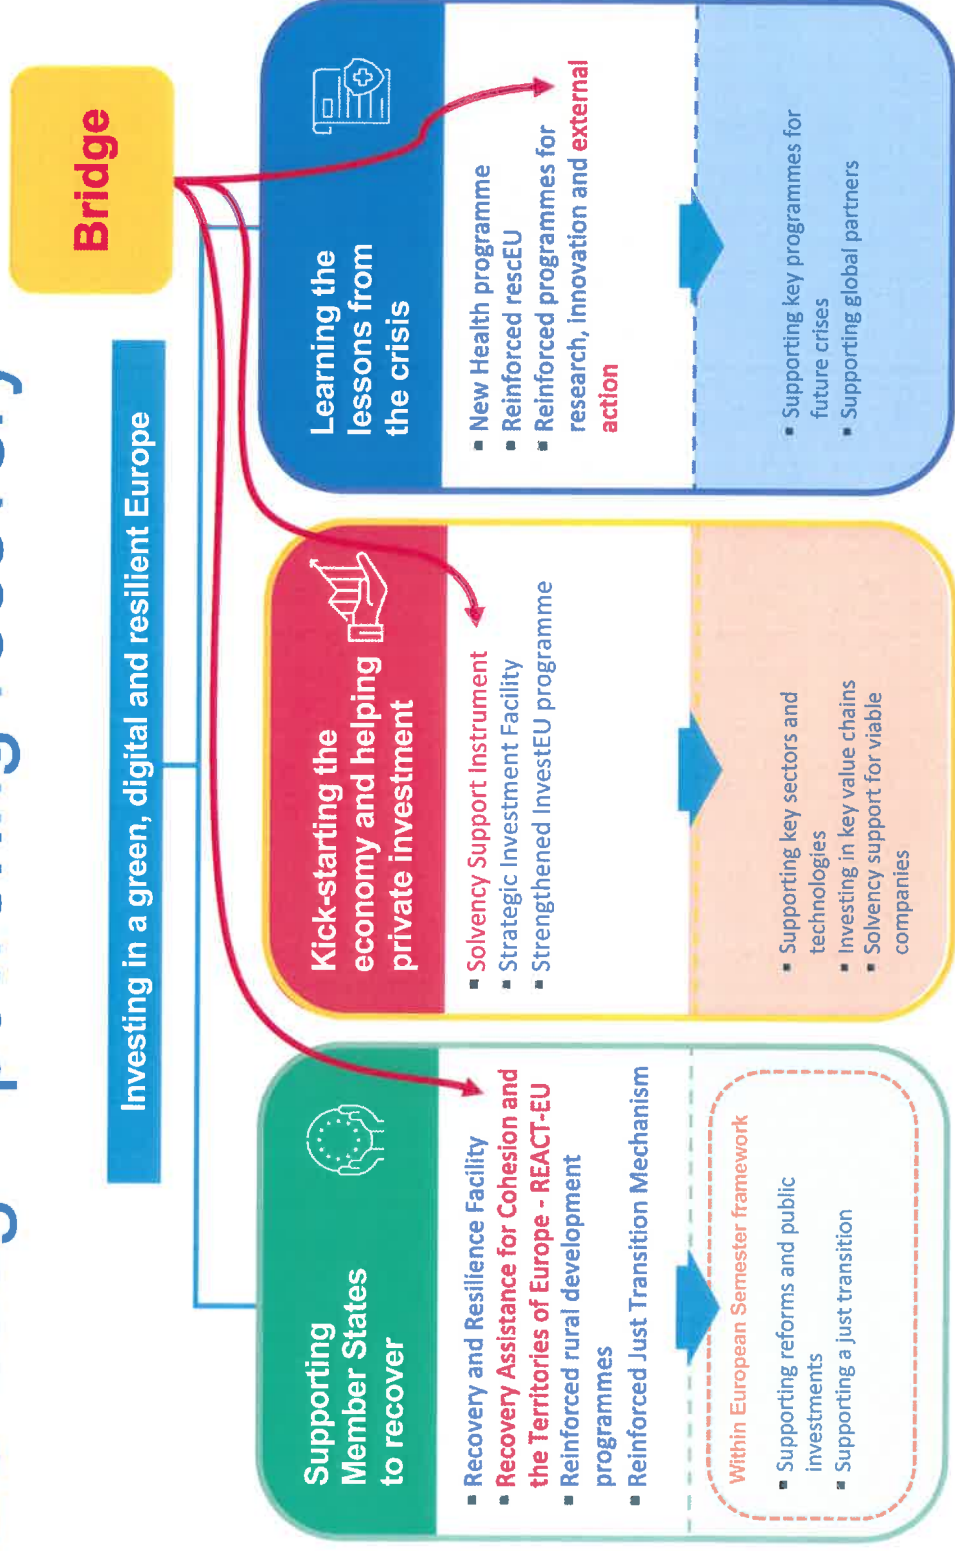 Bridge
Investing in a green, digital and resilient Europe
Supporting
Member States
to recover
▪ Recovery and Resilience Facility
▪ Recovery Assistance for Cohesion and
the Territories of Europe - REACT-EU
▪ Reinforced rural development
programmes
▪ Reinforced Just Transition Mechanism
Within European Semester framework
▪ Supporting reforms and public
investments
▪ Supporting a just transition
Kick-starting the
economy and helping
private investment
▪ Solvency Support Instrument
▪ Strategic Investment Facility
▪ Strengthened InvestEU programme
▪ Supporting key sectors and
technologies
▪ Investing in key value chains
▪ Solvency support for viable
companies
Learning the
lessons from
the crisis
▪ New Health programme
▪ Reinforced rescEU
▪ Reinforced programmes for
research, innovation and external
action
▪ Supporting key programmes for
future crises
▪ Supporting global partners